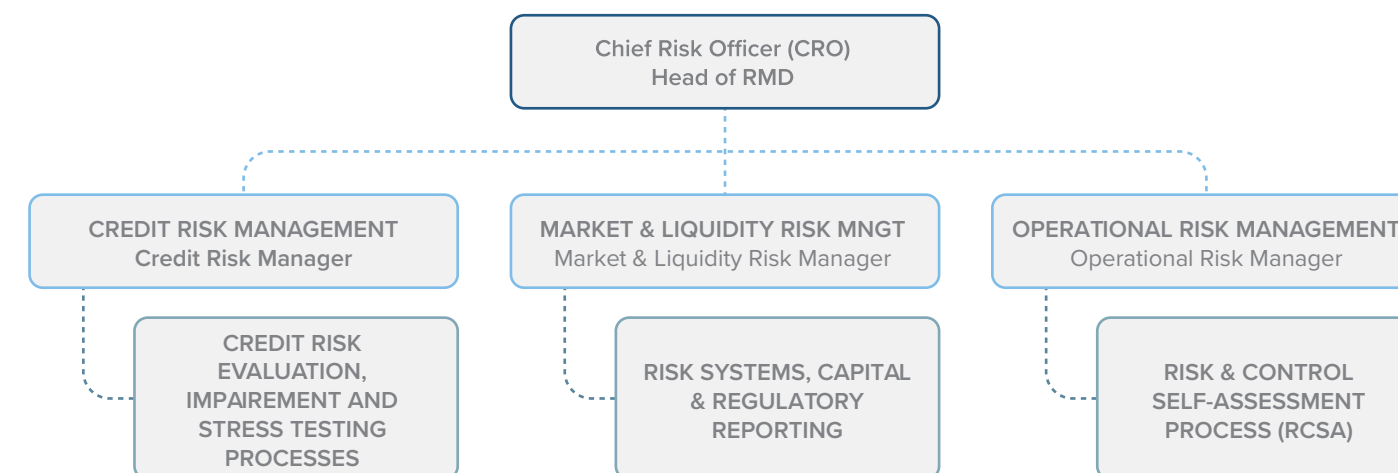 Chief Risk Officer (CRO)
Head of RMD
CREDIT RISK MANAGEMENT
Credit Risk Manager
MARKET & LIQUIDITY RISK MNGT
Market & Liquidity Risk Manager
OPERATIONAL RISK MANAGEMENT
Operational Risk Manager
CREDIT RISK
EVALUATION,
IMPAIREMENT AND
STRESS TESTING
PROCESSES
RISK SYSTEMS, CAPITAL
& REGULATORY
REPORTING
RISK & CONTROL
SELF-ASSESSMENT
PROCESS (RCSA)